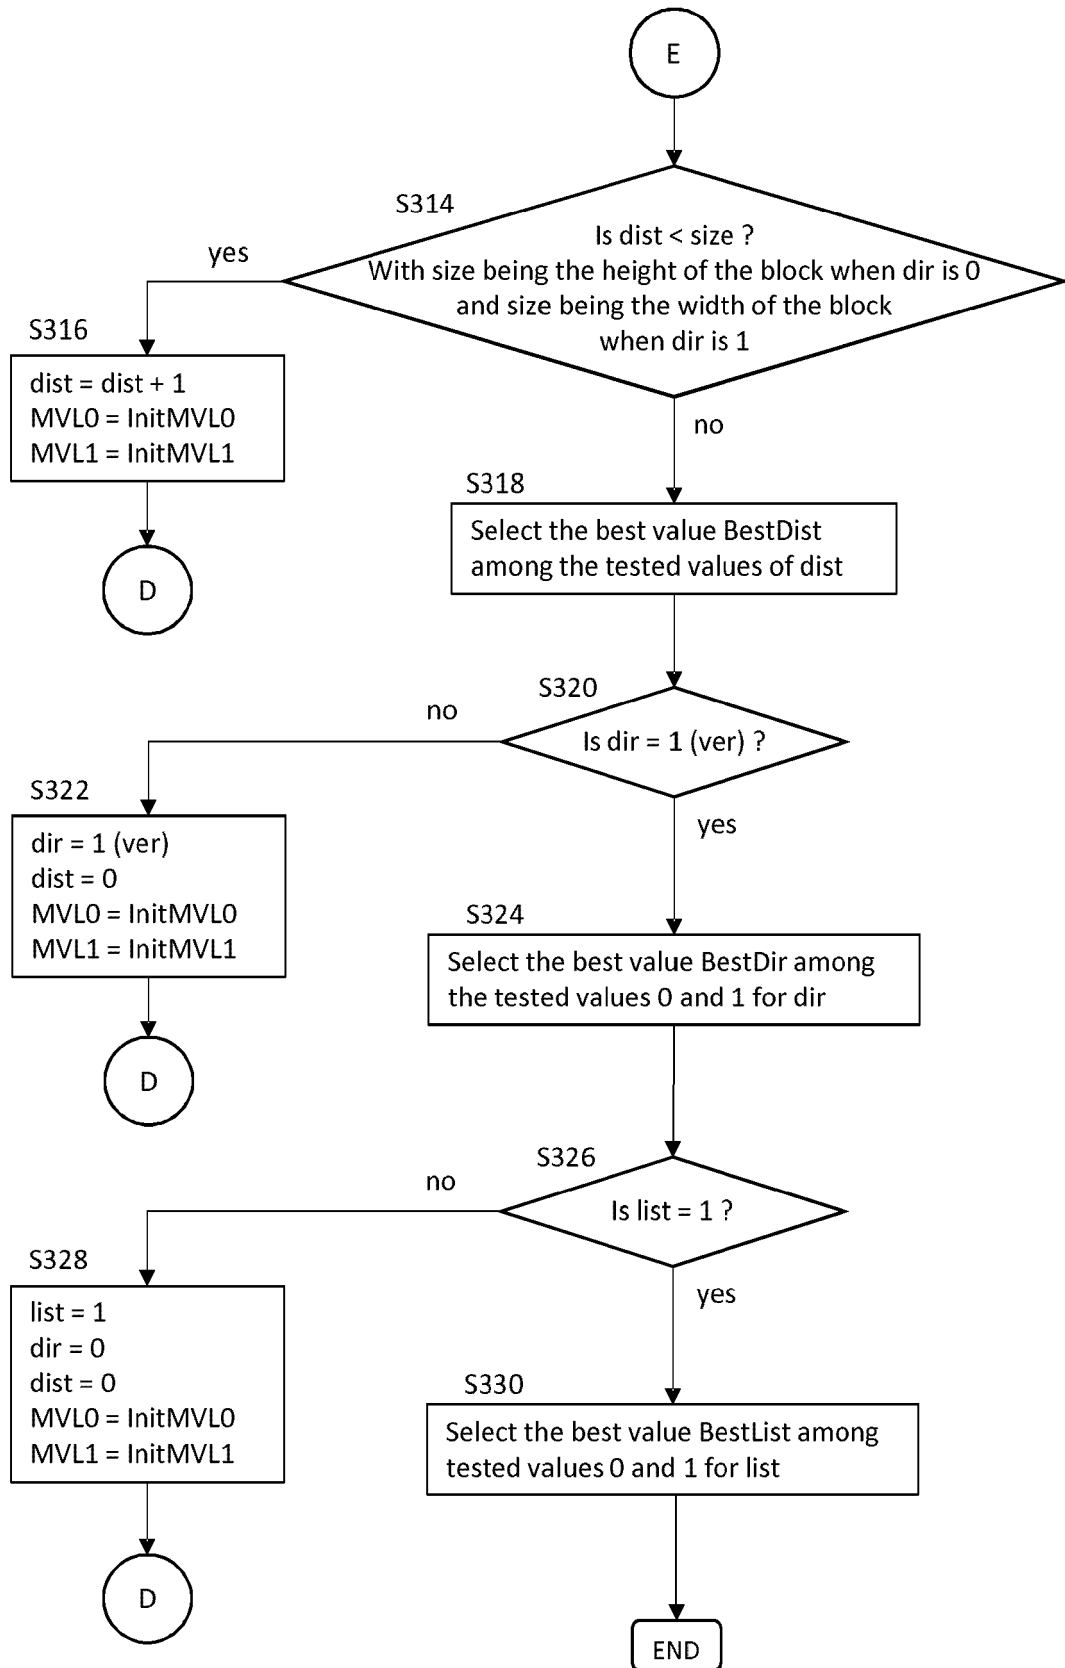 E
S314
Is dist < size ?
With size being the height of the block when dir is 0
and size being the width of the block
when dir is 1
yes
no
S316
dist = dist + 1
MVL0 = InitMVL0
MVL1 = InitMVL1
D
S318
Select the best value BestDist
among the tested values of dist
S320
Is dir = 1 (ver) ?
no
yes
S322
dir = 1 (ver)
dist = 0
MVL0 = InitMVL0
MVL1 = InitMVL1
D
S324
Select the best value BestDir among
the tested values 0 and 1 for dir
S326
Is list = 1 ?
no
yes
S328
list = 1
dir = 0
dist = 0
MVL0 = InitMVL0
MVL1 = InitMVL1
D
S330
Select the best value BestList among
tested values 0 and 1 for list
END